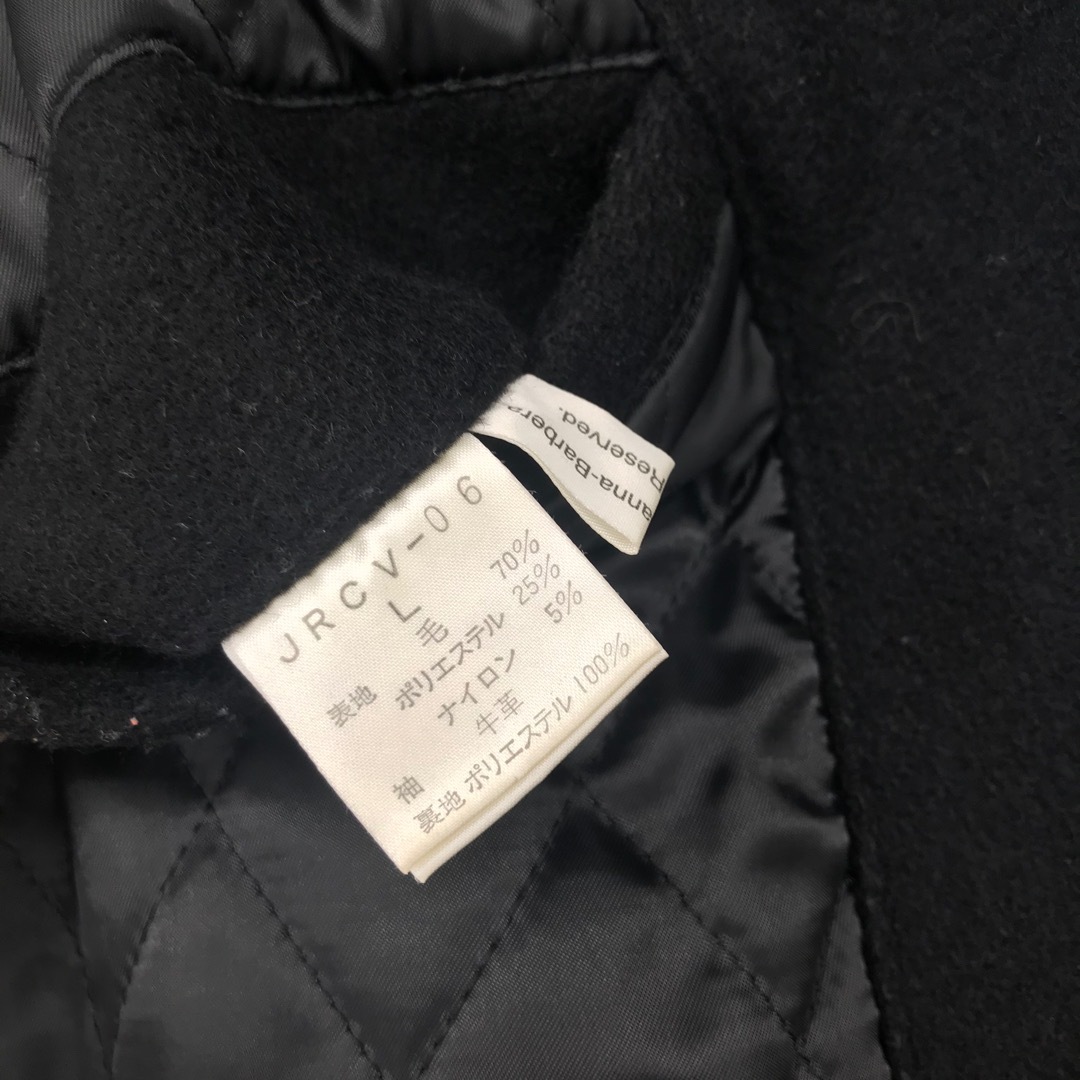 JRCV-06
L
表地 毛 70%
ポリエステル 25%
ナイロン 5%
袖 牛革
裏地 ポリエステル 100%
anna-Barbera
Reserved.